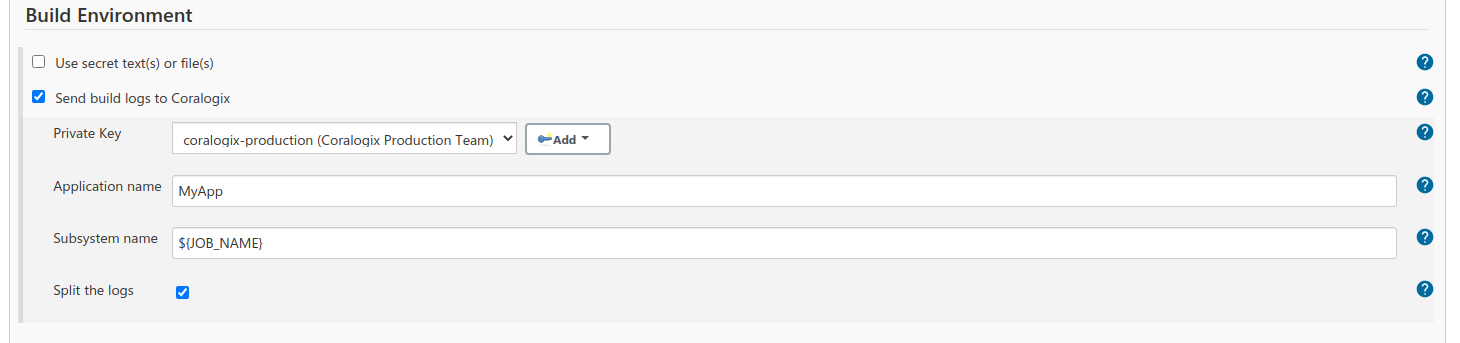 Build Environment
Use secret text(s) or file(s)
?
Send build logs to Coralogix
?
Private Key
coralogix-production (Coralogix Production Team)
Add
?
Application name
MyApp
?
Subsystem name
${JOB_NAME}
?
Split the logs
?